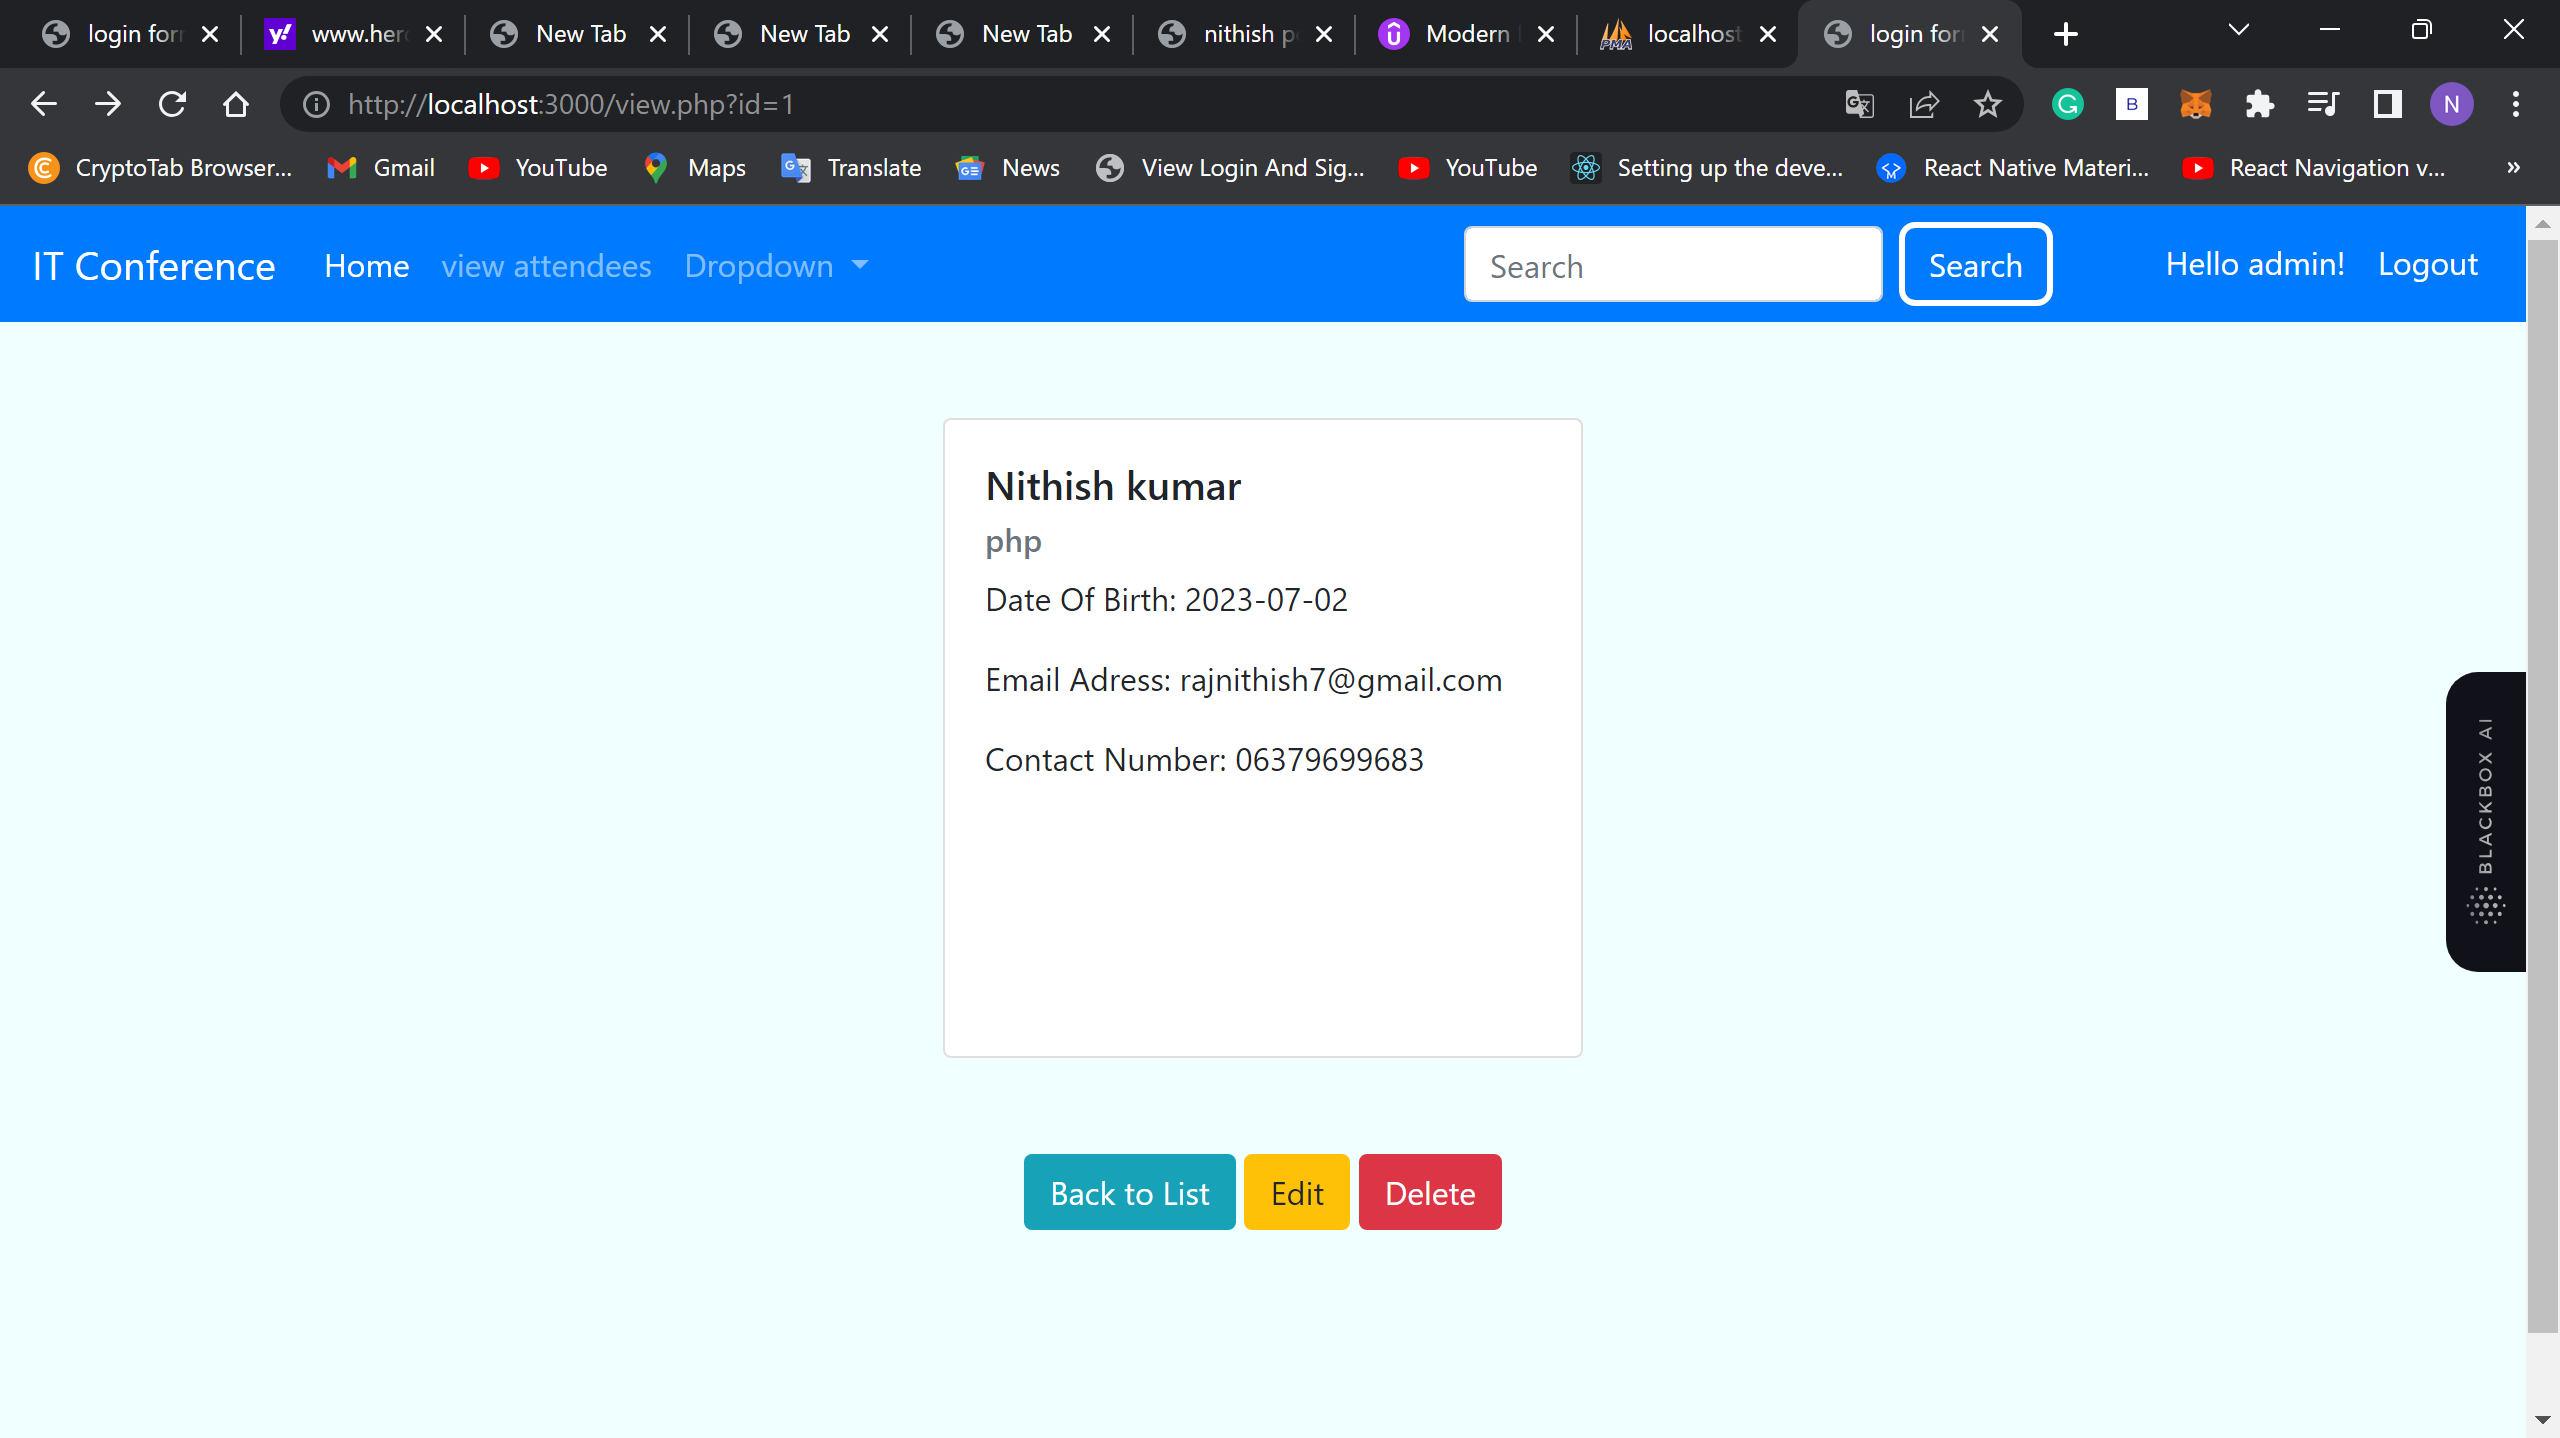 login for
www.her
New Tab
New Tab
New Tab
nithish p
Modern
localhost
login for
http://localhost:3000/view.php?id=1
G B N
CryptoTab Browser...
Gmail
YouTube
Maps
Translate
News
View Login And Sig...
YouTube
Setting up the deve...
React Native Materi...
React Navigation v...
»
IT Conference
Home
view attendees
Dropdown
Search
Search
Hello admin!
Logout
Nithish kumar
php
Date Of Birth: 2023-07-02
Email Adress: rajnithish7@gmail.com
Contact Number: 06379699683
BLACKBOX AI
Back to List
Edit
Delete